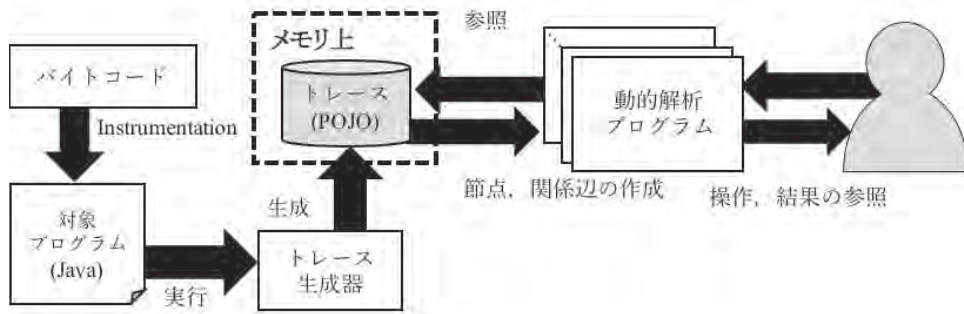 参照
メモリ上
バイトコード
トレース
(POJO)
動的解析
プログラム
Instrumentation
節点，関係辺の作成
操作，結果の参照
生成
対象
プログラム
(Java)
トレース
生成器
実行